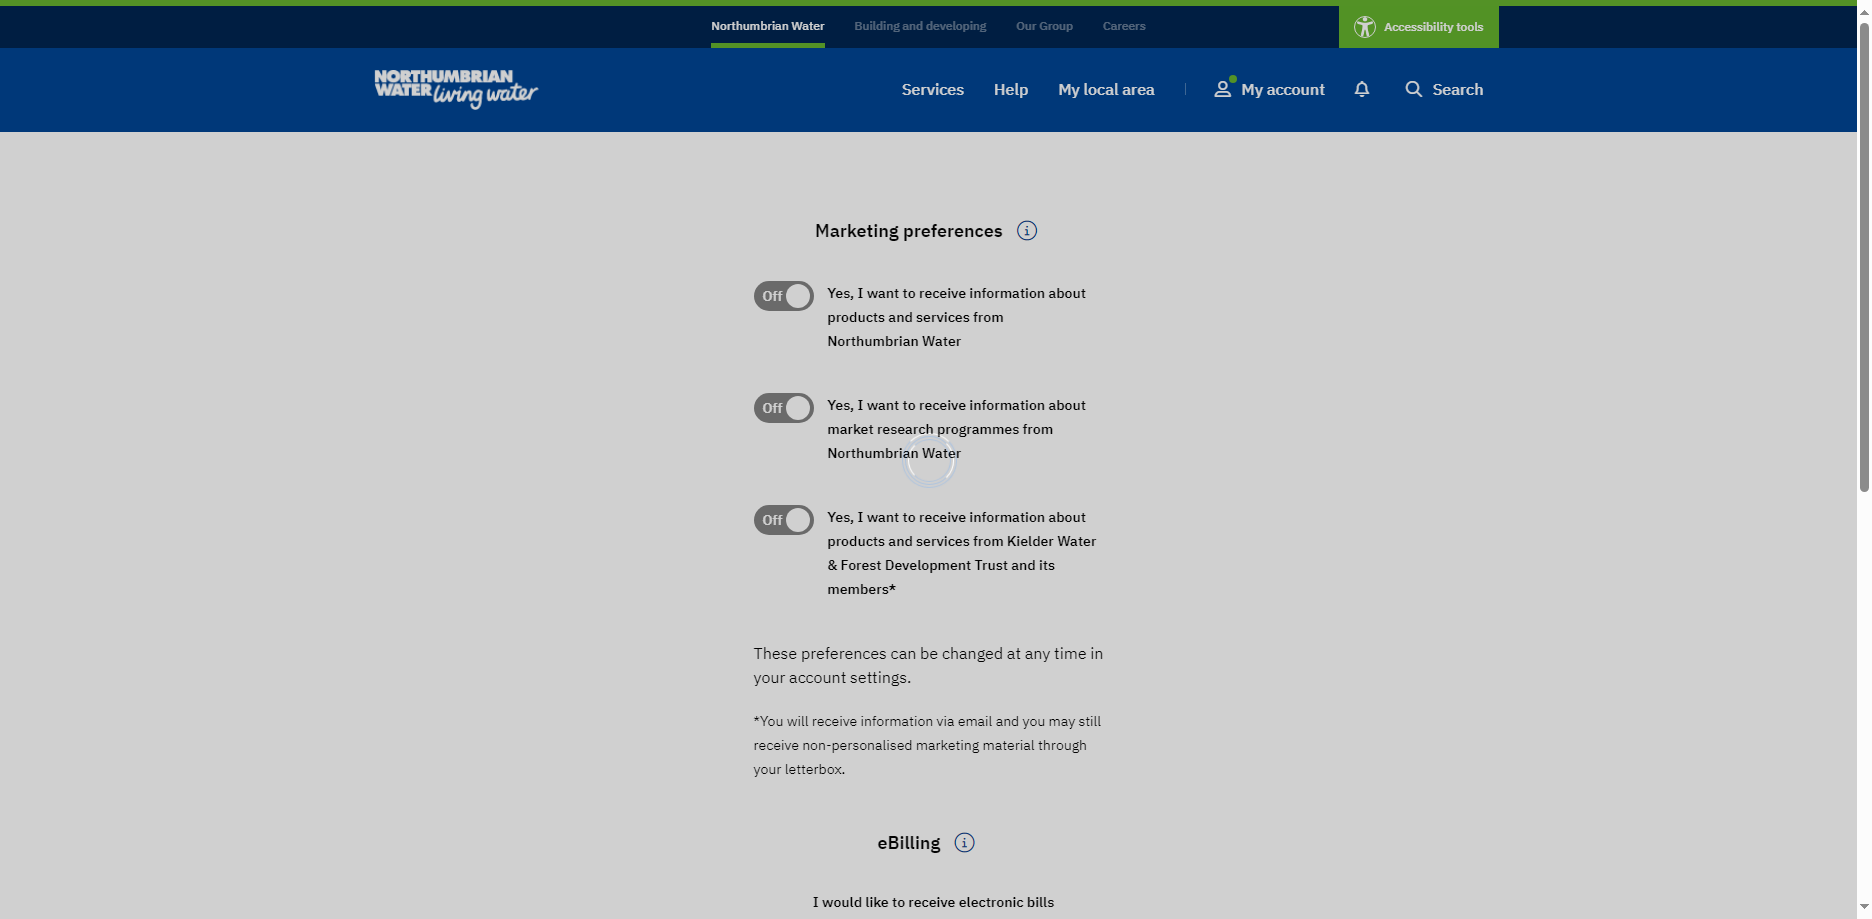 Northumbrian Water
Building and developing
Our Group
Careers
Accessibility tools
NORTHUMBRIAN
WATER living water
Services
Help
My local area
My account
Search
Marketing preferences
Off
Yes, I want to receive information about
products and services from
Northumbrian Water
Off
Yes, I want to receive information about
market research programmes from
Northumbrian Water
Off
Yes, I want to receive information about
products and services from Kielder Water
& Forest Development Trust and its
members*
These preferences can be changed at any time in
your account settings.
*You will receive information via email and you may still
receive non-personalised marketing material through
your letterbox.
eBilling
I would like to receive electronic bills